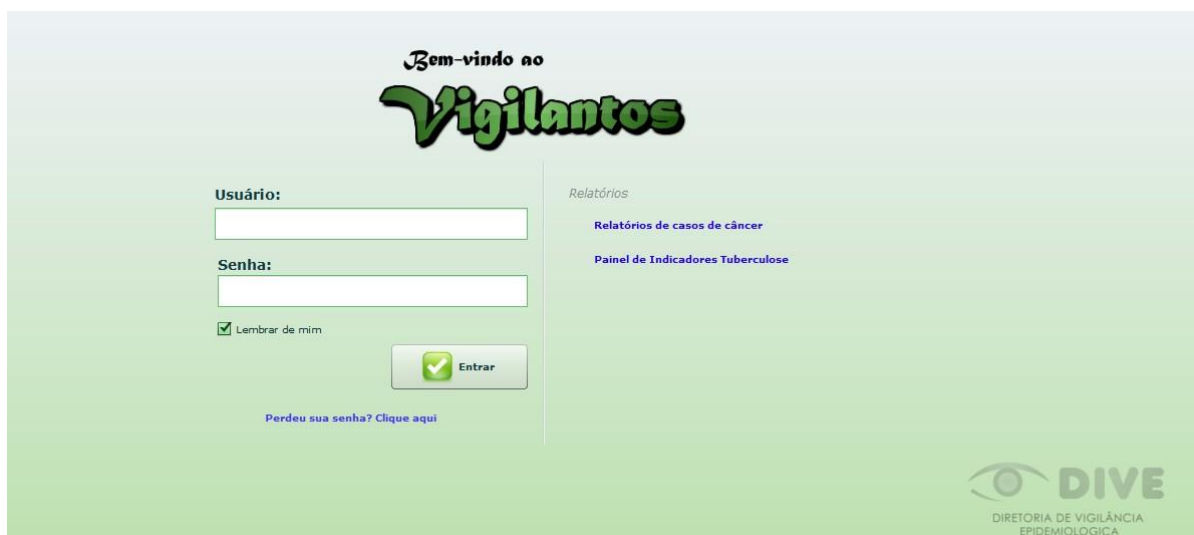 Bem-vindo ao
Vigilantos
Usuário:
Senha:
Lembrar de mim
Entrar
Perdeu sua senha? Clique aqui
Relatórios
Relatórios de casos de câncer
Painel de Indicadores Tuberculose
DIVE
DIRETORIA DE VIGILÂNCIA
EPIDEMIOLOGICA